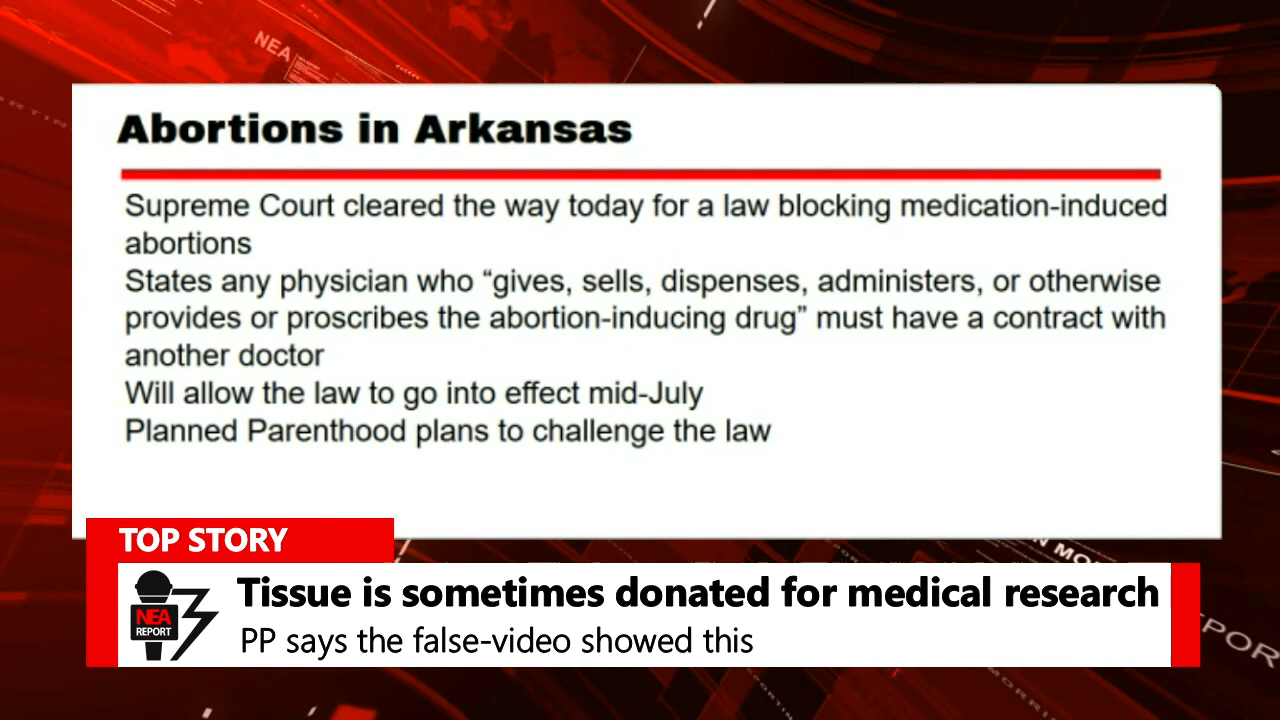 NEA
Abortions in Arkansas
Supreme Court cleared the way today for a law blocking medication-induced
abortions
States any physician who “gives, sells, dispenses, administers, or otherwise
provides or proscribes the abortion-inducing drug” must have a contract with
another doctor
Will allow the law to go into effect mid-July
Planned Parenthood plans to challenge the law
TOP STORY
NEA
REPORT
Tissue is sometimes donated for medical research
PP says the false-video showed this